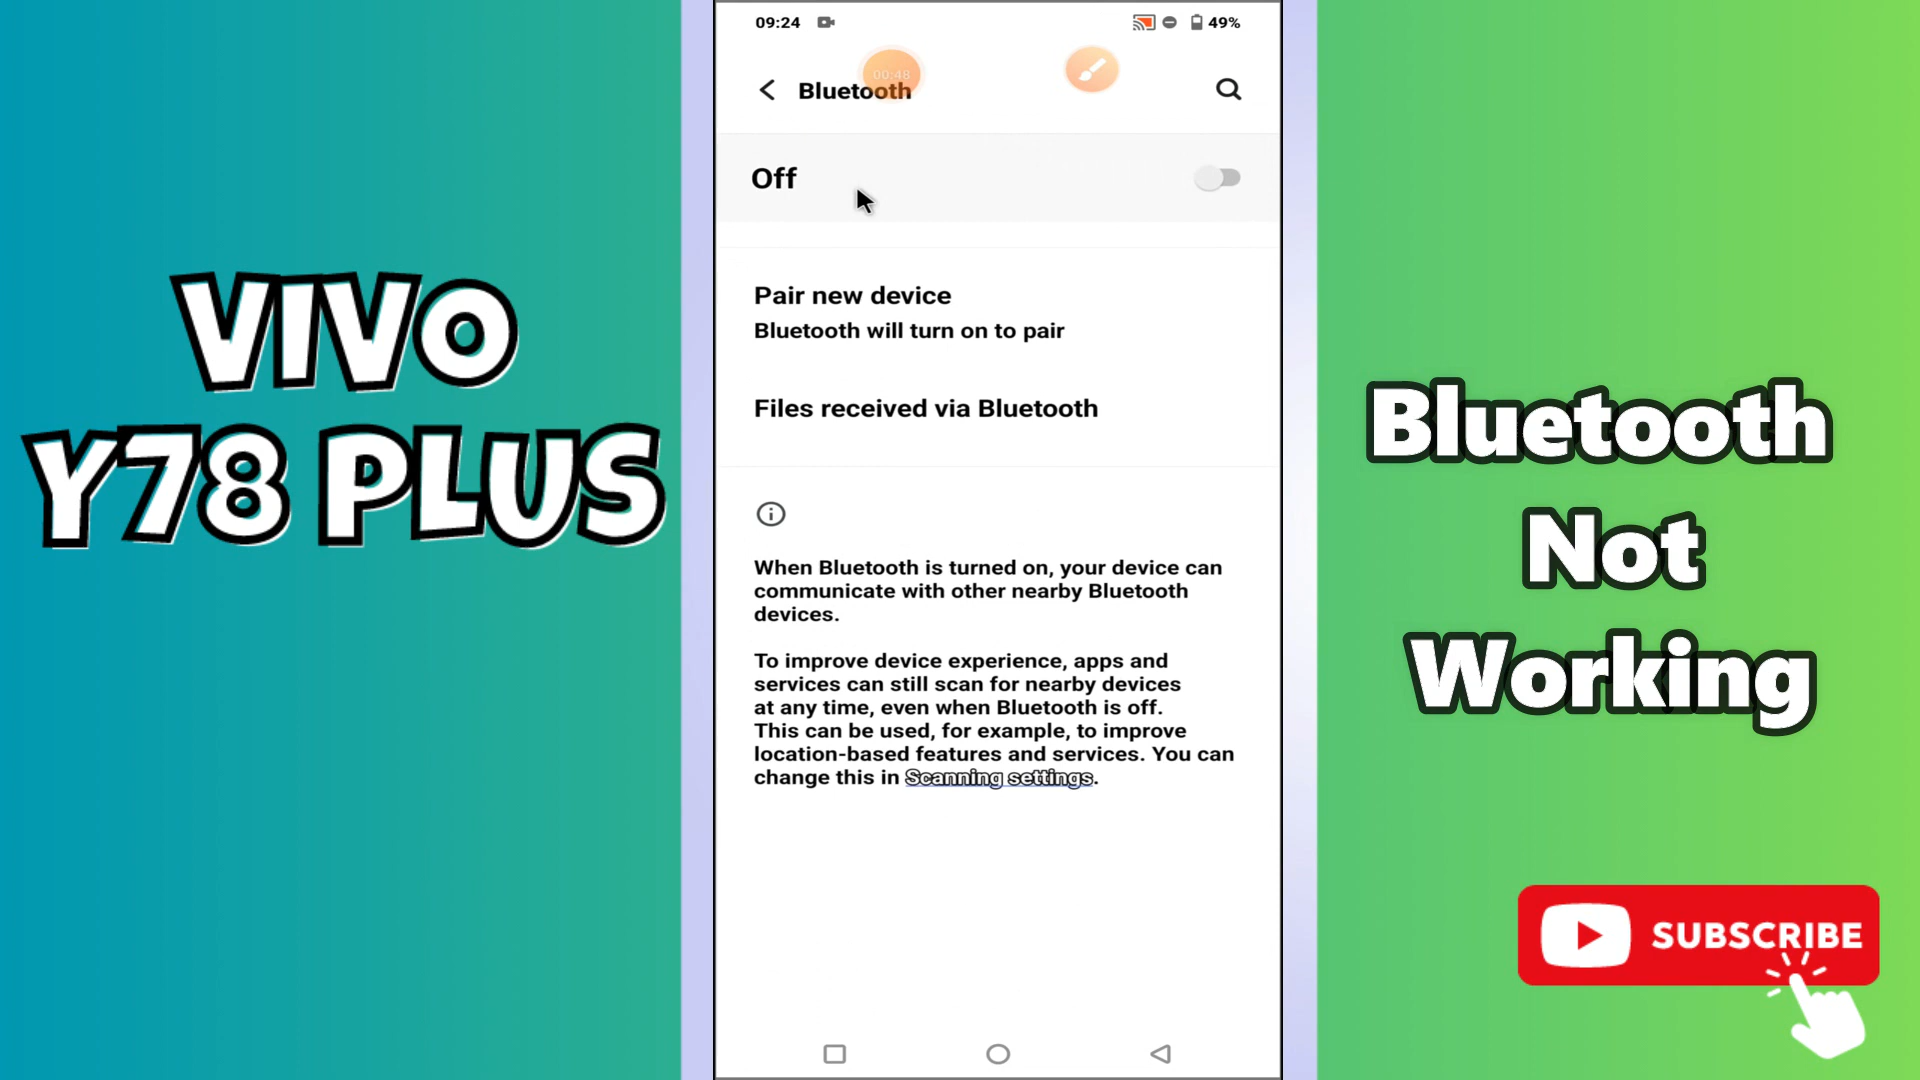 VIVO
Y78 PLUS
09:24
49%
00:48
Bluetooth
Off
Pair new device
Bluetooth will turn on to pair
Files received via Bluetooth
When Bluetooth is turned on, your device can
communicate with other nearby Bluetooth
devices.
To improve device experience, apps and
services can still scan for nearby devices
at any time, even when Bluetooth is off.
This can be used, for example, to improve
location-based features and services. You can
change this in Scanning settings.
Bluetooth
Not
Working
SUBSCRIBE